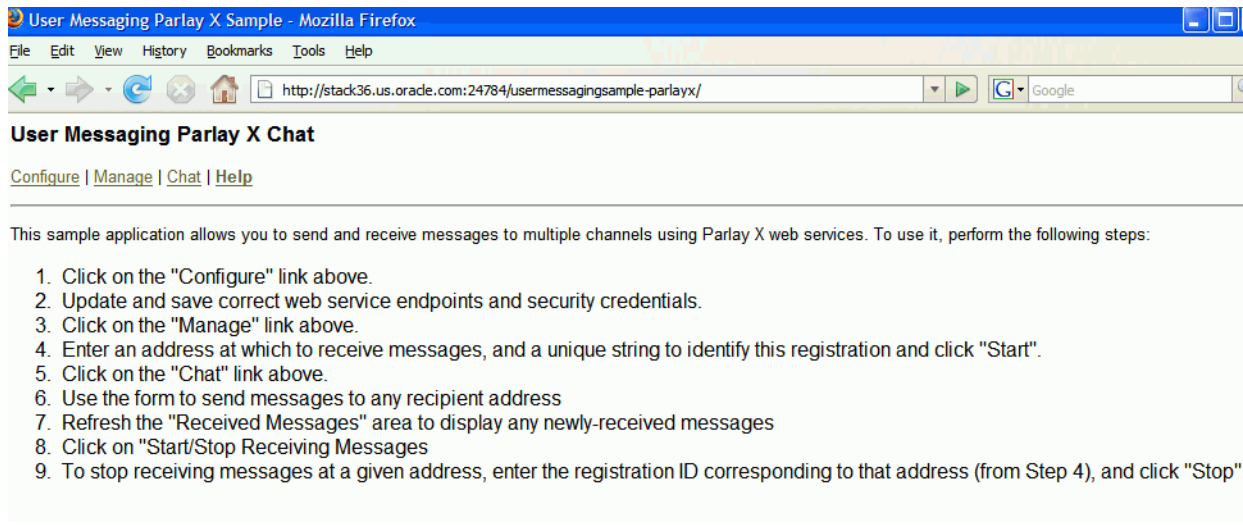 User Messaging Parlay X Sample - Mozilla Firefox
File Edit View History Bookmarks Tools Help
http://stack36.us.oracle.com:24784/usermessagingsample-parlayx/ G Google
User Messaging Parlay X Chat
Configure | Manage | Chat | Help
This sample application allows you to send and receive messages to multiple channels using Parlay X web services. To use it, perform the following steps:
1. Click on the "Configure" link above.
2. Update and save correct web service endpoints and security credentials.
3. Click on the "Manage" link above.
4. Enter an address at which to receive messages, and a unique string to identify this registration and click "Start".
5. Click on the "Chat" link above.
6. Use the form to send messages to any recipient address
7. Refresh the "Received Messages" area to display any newly-received messages
8. Click on "Start/Stop Receiving Messages
9. To stop receiving messages at a given address, enter the registration ID corresponding to that address (from Step 4), and click "Stop"